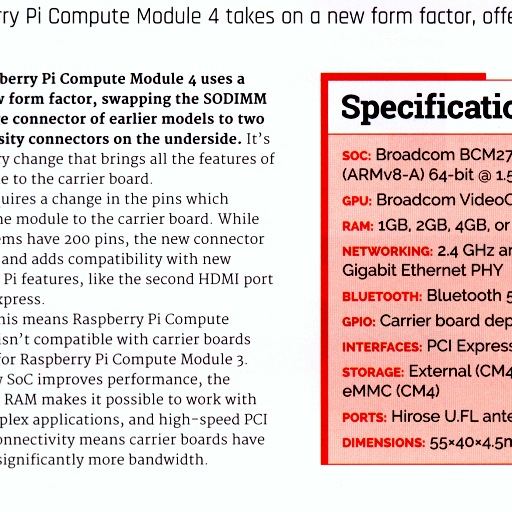 ry Pi Compute Module 4 takes on a new form factor, offe
berry Pi Compute Module 4 uses a
w form factor, swapping the SODIMM
re connector of earlier models to two
sity connectors on the underside. It's
ry change that brings all the features of
e to the carrier board.
uires a change in the pins which
he module to the carrier board. While
ems have 200 pins, the new connector
and adds compatibility with new
Pi features, like the second HDMI port
xpress.
his means Raspberry Pi Compute
isn't compatible with carrier boards
for Raspberry Pi Compute Module 3.
w SoC improves performance, the
RAM makes it possible to work with
plex applications, and high-speed PCI
onnectivity means carrier boards have
significantly more bandwidth.
Specificatio
SOC: Broadcom BCM27
(ARMv8-A) 64-bit @ 1.5
GPU: Broadcom VideoC
RAM: 1GB, 2GB, 4GB, or
NETWORKING: 2.4 GHz an
Gigabit Ethernet PHY
BLUETOOTH: Bluetooth 5
GPIO: Carrier board dep
INTERFACES: PCI Express
STORAGE: External (CM4
eMMC (CM4)
PORTS: Hirose U.FL ante
DIMENSIONS: 55×40×4.5m